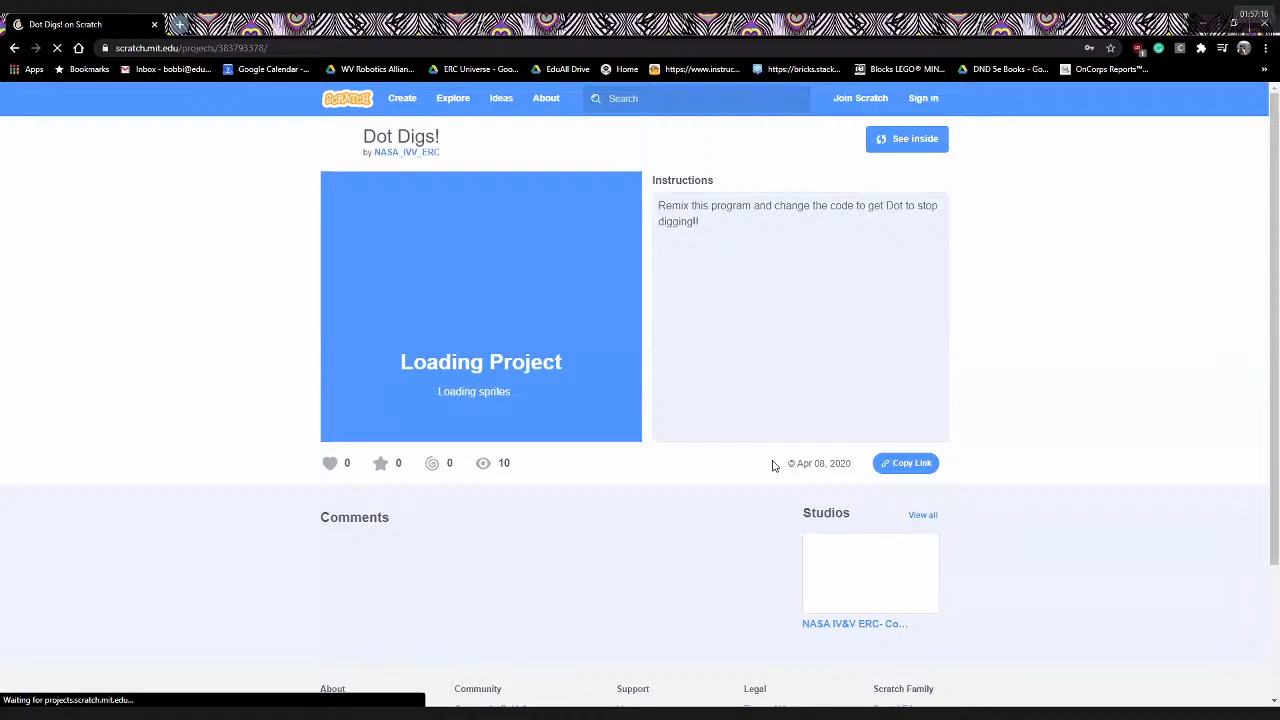 01:57:16
Dot Digs! on Scratch
scratch.mit.edu/projects/383793378/
Apps Bookmarks Inbox - bobbi@edu... Google Calendar -... WV Robotics Allian... ERC Universe - Goo... EduAll Drive Home https://www.instruc... https://bricks.stack... Blocks LEGO® MIN... DND 5e Books - Go... OnCorps Reports™... »
SCRATCH Create Explore Ideas About Search Join Scratch Sign in
Dot Digs!
by NASA_IVV_ERC
See inside
Instructions
Remix this program and change the code to get Dot to stop
digging!!
Loading Project
Loading sprites...
0 0 0 10
© Apr 08, 2020 Copy Link
Comments
Studios View all
NASA IV&V ERC- Co...
About Community Support Legal Scratch Family
Waiting for projects.scratch.mit.edu...